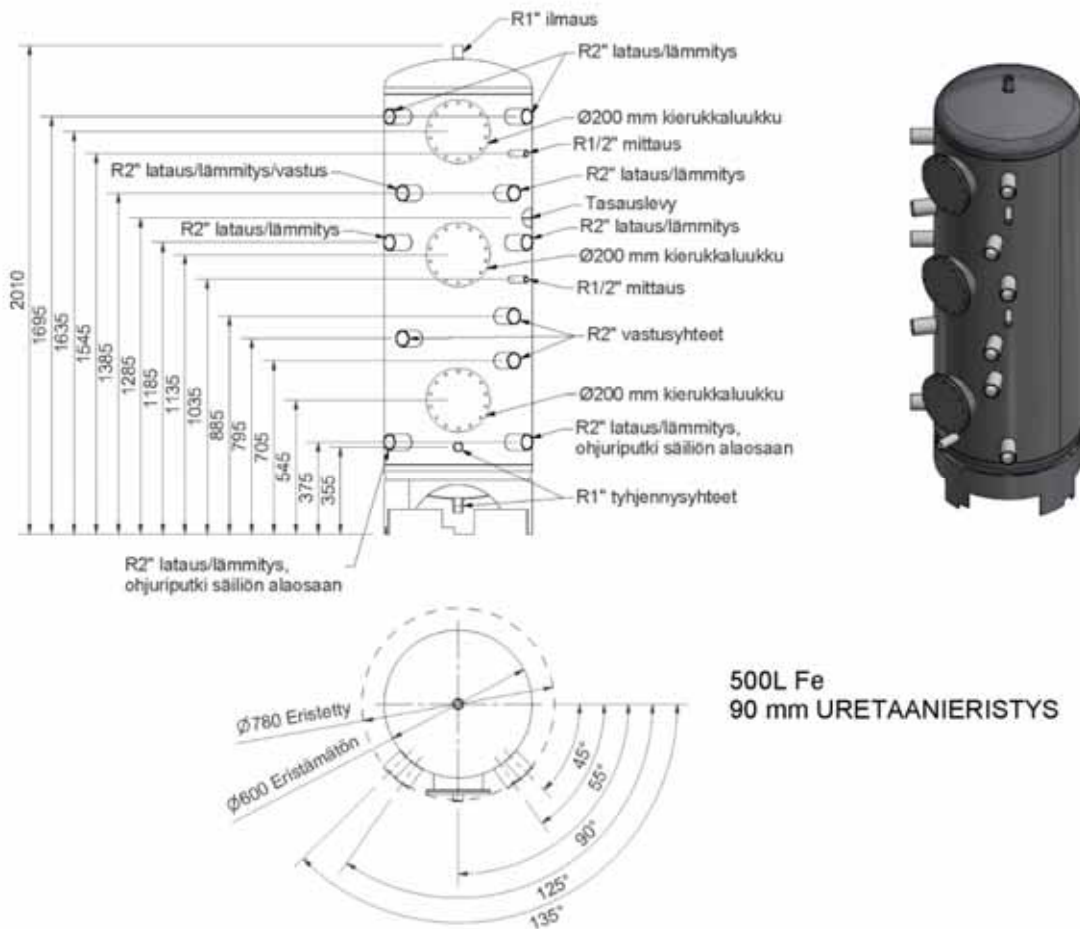 R1" ilmaus
R2" lataus/lämmitys
Ø200 mm kierukkaluukku
R1/2" mittaus
R2" lataus/lämmitys/vastus
R2" lataus/lämmitys
Tasauslevy
R2" lataus/lämmitys
R2" lataus/lämmitys
Ø200 mm kierukkaluukku
R1/2" mittaus
R2" vastusyhteet
Ø200 mm kierukkaluukku
R2" lataus/lämmitys,
ohjuriputki säiliön alaosaan
R1" tyhjennysyhteet
R2" lataus/lämmitys,
ohjuriputki säiliön alaosaan
2010
1695
1635
1545
1385
1285
1185
1135
1035
885
795
705
545
375
355
Ø780 Eristetty
Ø600 Eristämätön
45°
55°
90°
125°
135°
500L Fe
90 mm URETAANIERISTYS